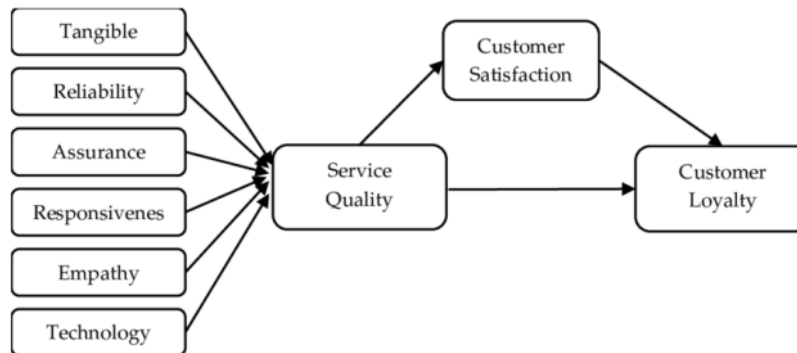 Tangible
Reliability
Assurance
Responsivenes
Empathy
Technology
Service
Quality
Customer
Satisfaction
Customer
Loyalty